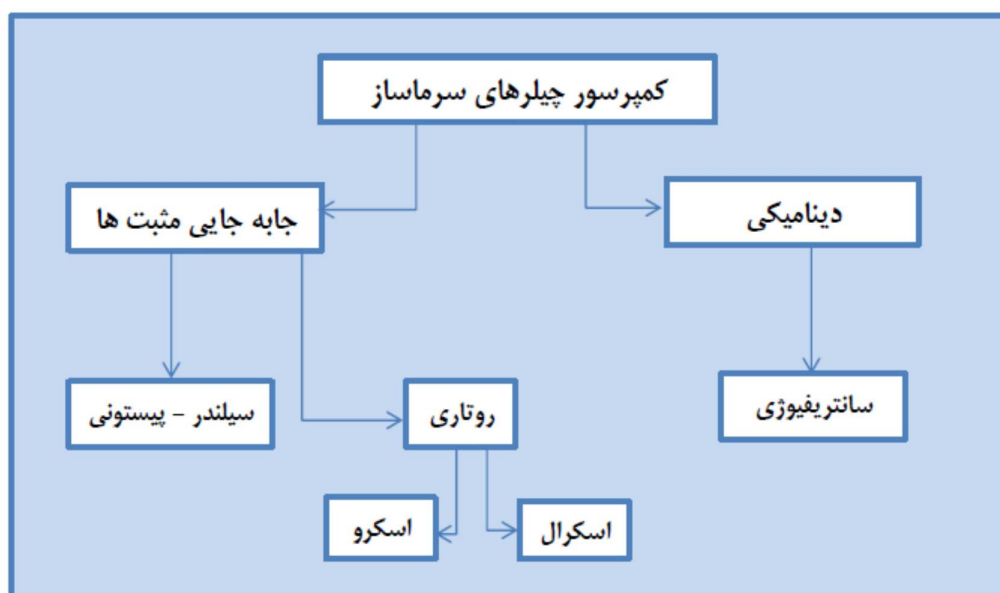 کمپرسور چیلرهای سرماساز
دینامیکی
جابه جایی مثبت ها
سانتریفیوژی
روتاری
سیلندر - پیستونی
اسکرال
اسکرو